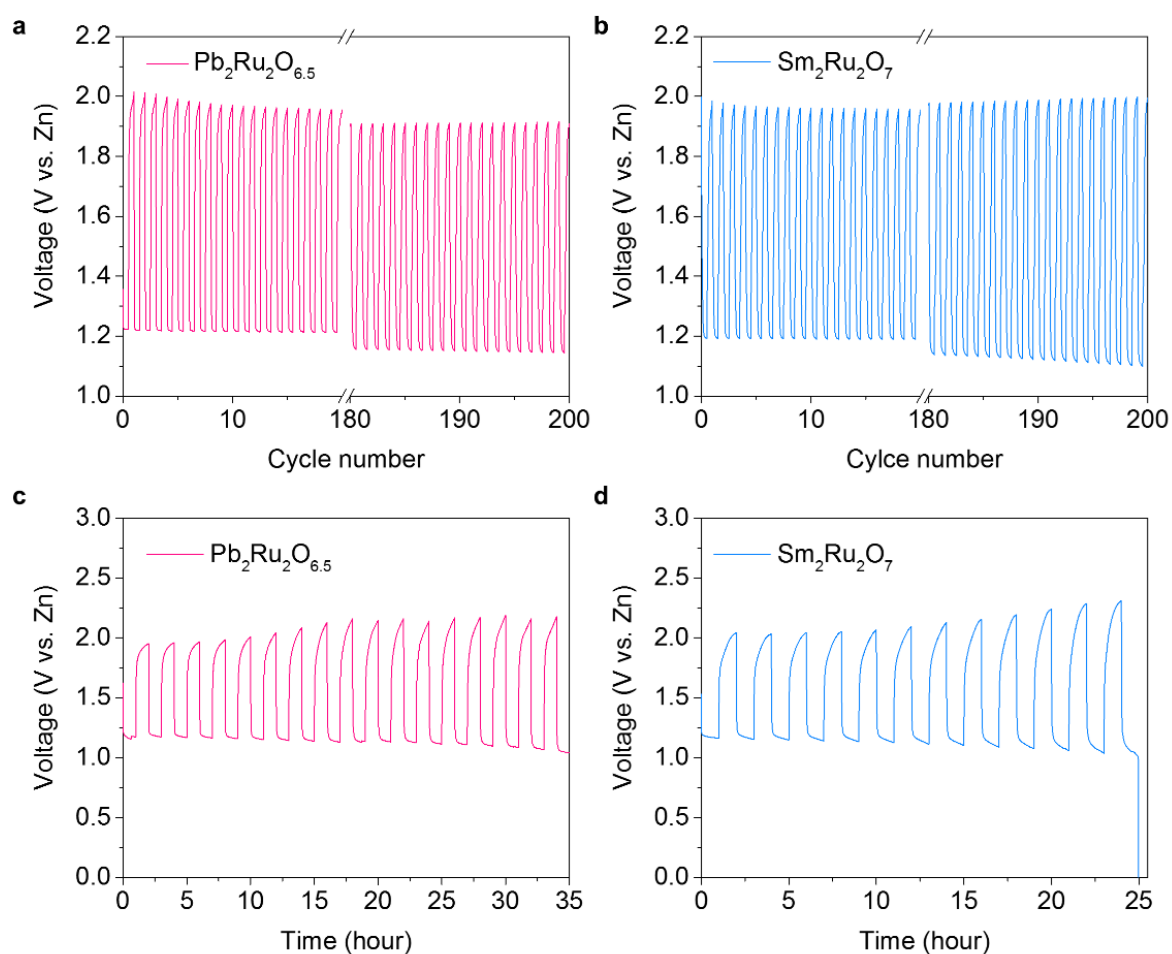 a
2.2
2.0
1.8
1.6
1.4
1.2
1.0
Voltage (V vs. Zn)
Pb₂Ru₂O₆.₅
0 10 180 190 200
Cycle number
b
2.2
2.0
1.8
1.6
1.4
1.2
1.0
Voltage (V vs. Zn)
Sm₂Ru₂O₇
0 10 180 190 200
Cylce number
c
3.0
2.5
2.0
1.5
1.0
0.5
0.0
Voltage (V vs. Zn)
Pb₂Ru₂O₆.₅
0 5 10 15 20 25 30 35
Time (hour)
d
3.0
2.5
2.0
1.5
1.0
0.5
0.0
Voltage (V vs. Zn)
Sm₂Ru₂O₇
0 5 10 15 20 25
Time (hour)